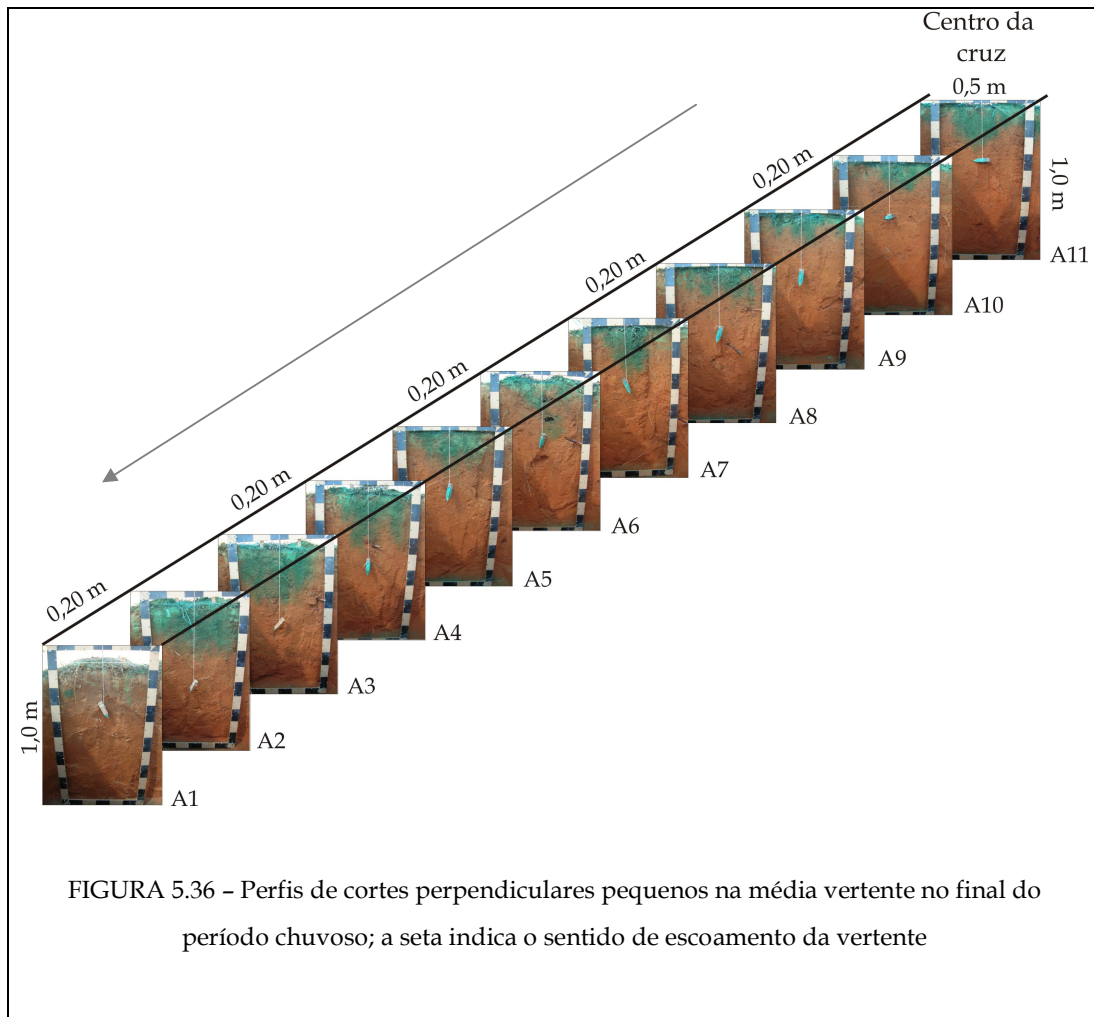 Centro da
cruz
0,5 m
1,0 m
0,20 m
A11
A10
0,20 m
A9
A8
0,20 m
A7
A6
0,20 m
A5
A4
0,20 m
A3
A2
0,20 m
1,0 m
A1
FIGURA 5.36 – Perfis de cortes perpendiculares pequenos na média vertente no final do
período chuvoso; a seta indica o sentido de escoamento da vertente